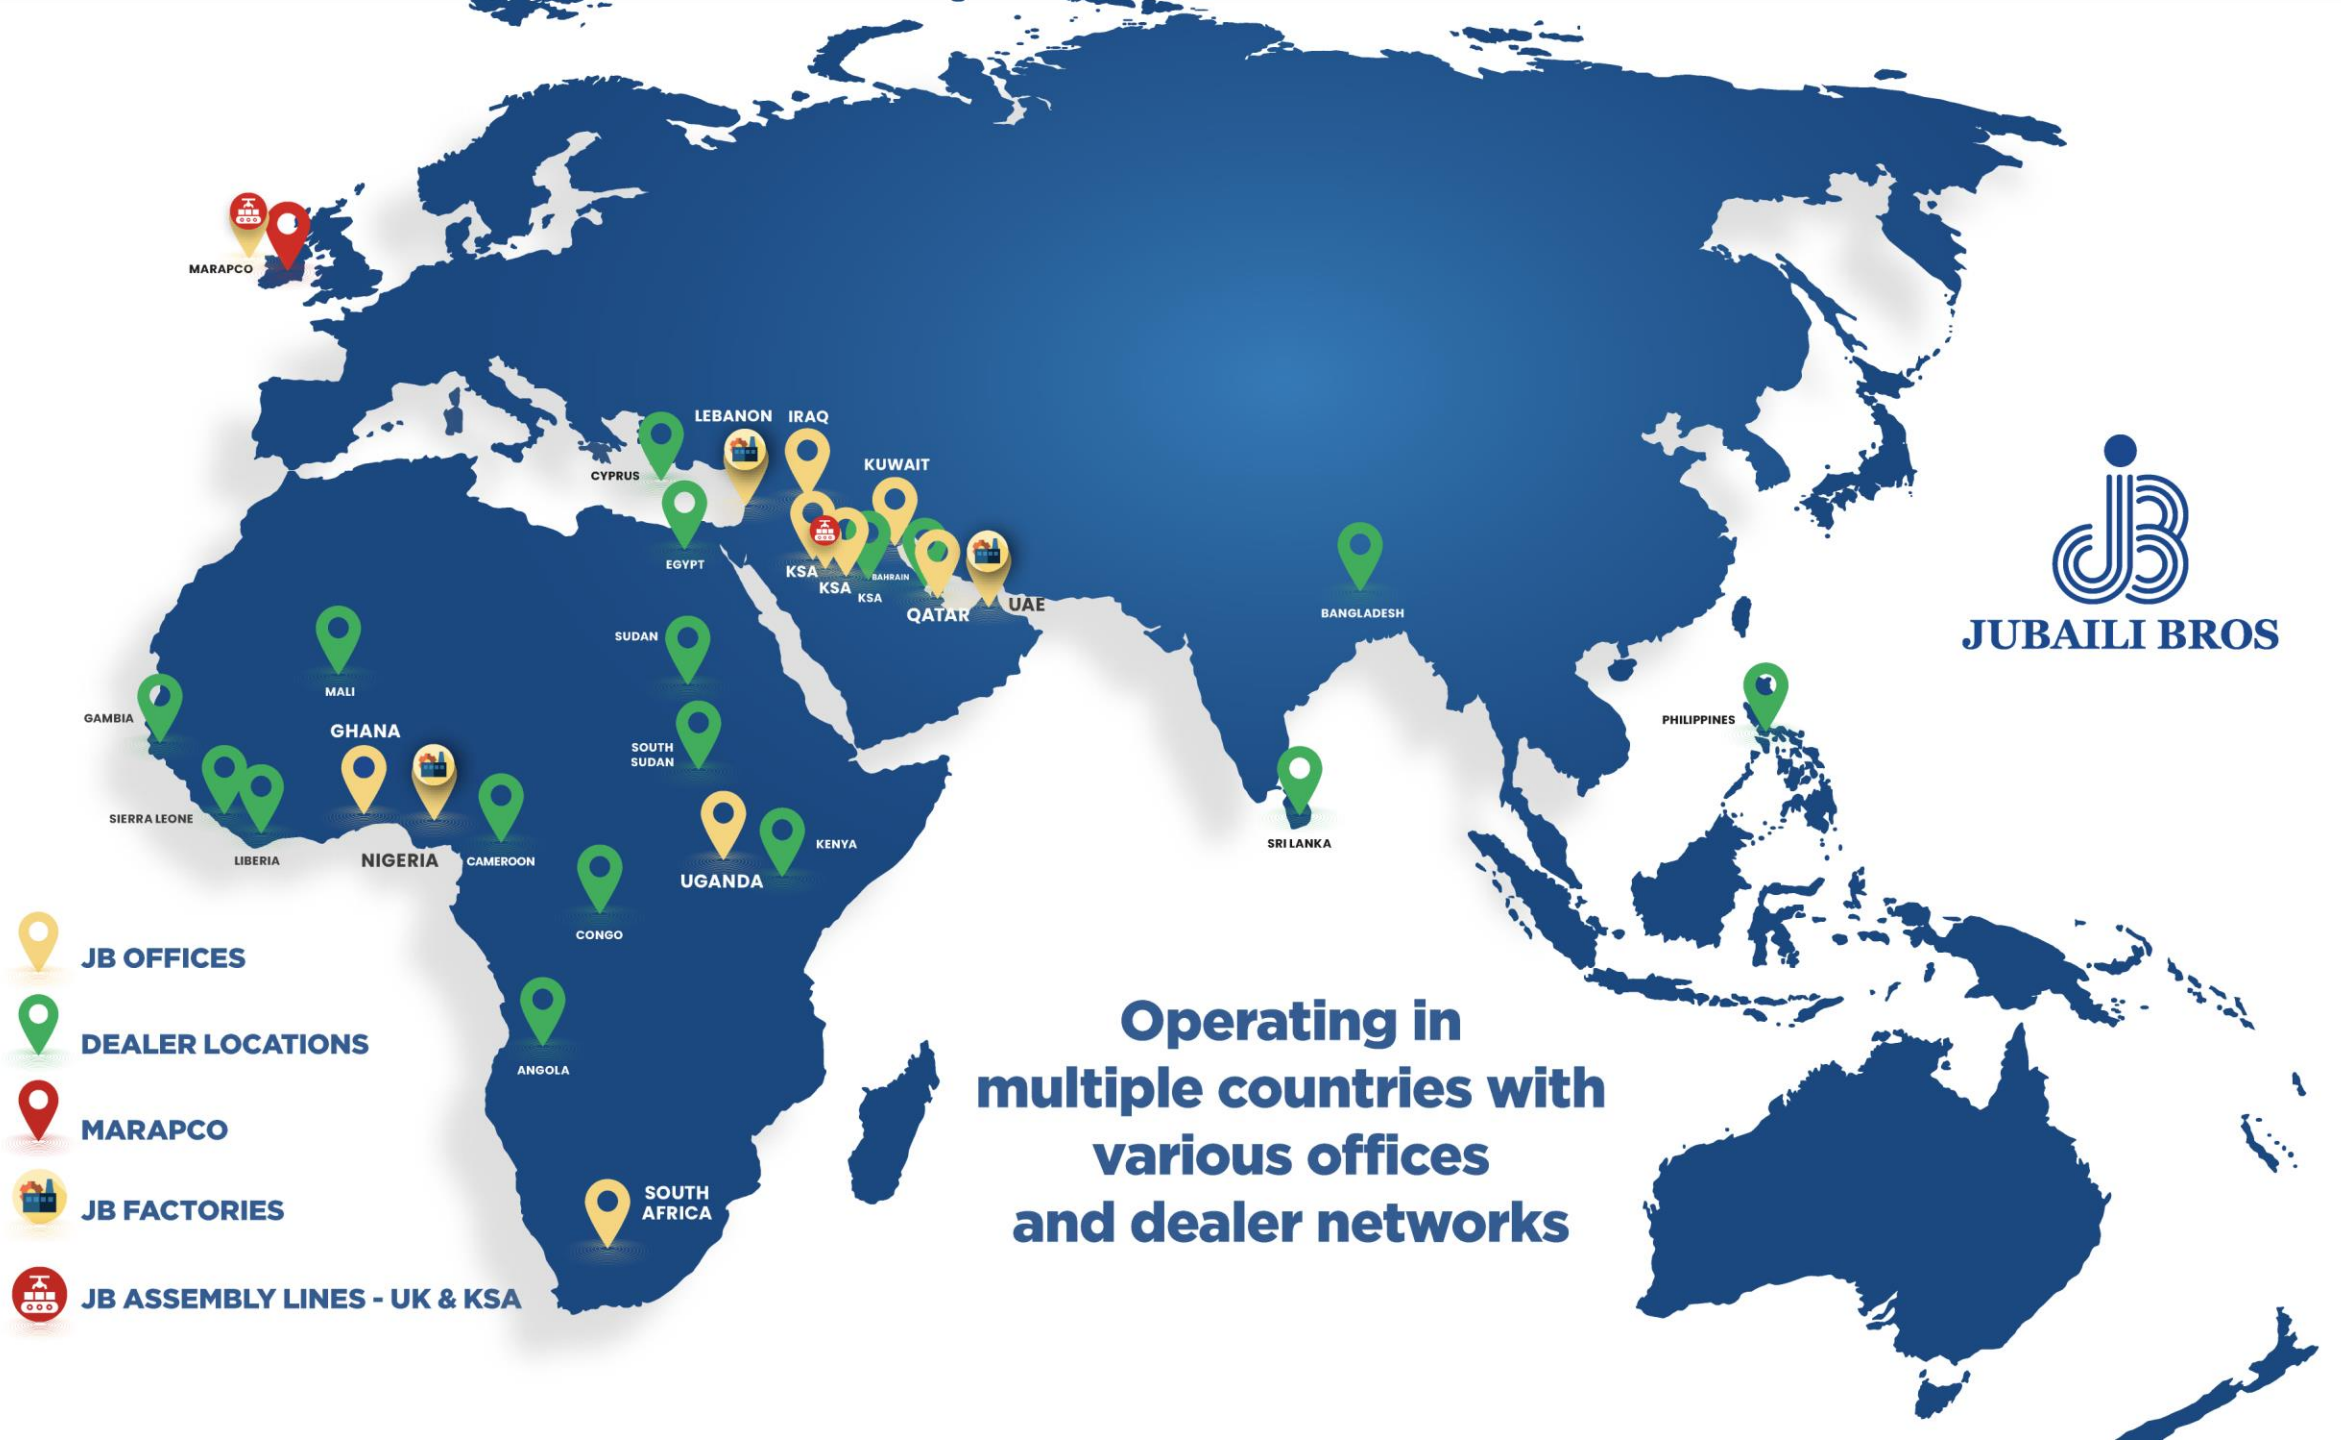 MARAPCO
LEBANON
IRAQ
KUWAIT
CYPRUS
EGYPT
KSA
KSA
KSA
BAHRAIN
QATAR
UAE
BANGLADESH
SUDAN
MALI
GAMBIA
GHANA
SOUTH
SUDAN
PHILIPPINES
SIERRA LEONE
LIBERIA
NIGERIA
CAMEROON
KENYA
UGANDA
SRI LANKA
CONGO
ANGOLA
SOUTH
AFRICA
JB
JUBAILI BROS
JB OFFICES
DEALER LOCATIONS
MARAPCO
JB FACTORIES
JB ASSEMBLY LINES - UK & KSA
Operating in
multiple countries with
various offices
and dealer networks